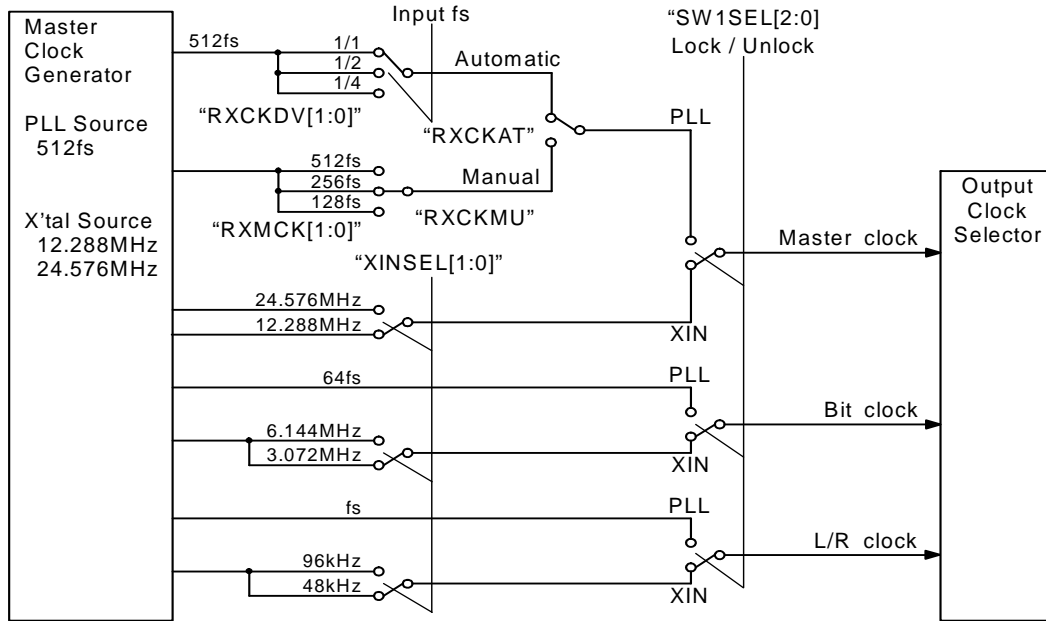 Master
Clock
Generator
PLL Source
512fs
X'tal Source
12.288MHz
24.576MHz
Input fs
“SW1SEL[2:0]
Lock / Unlock
512fs
1/1
1/2
1/4
Automatic
“RXCKDV[1:0]”
“RXCKAT”
PLL
512fs
256fs
128fs
Manual
“RXMCK[1:0]”
“RXCKMU”
“XINSEL[1:0]”
Master clock
24.576MHz
12.288MHz
XIN
64fs
PLL
Bit clock
6.144MHz
3.072MHz
XIN
fs
PLL
L/R clock
96kHz
48kHz
XIN
Output
Clock
Selector